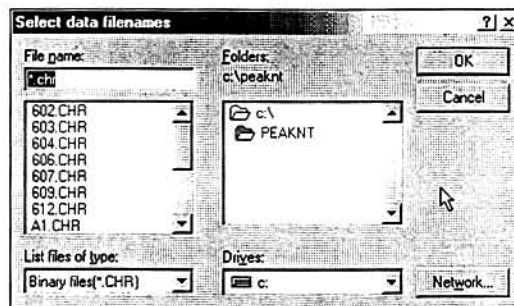 Select data filenames
File name:
*.chr
602.CHR
603.CHR
604.CHR
606.CHR
607.CHR
609.CHR
612.CHR
A1.CHR
List files of type:
Binary files(*.CHR)
Folders:
c:\peaknt
c:\
PEAKNT
Drives:
c:
OK
Cancel
Network...